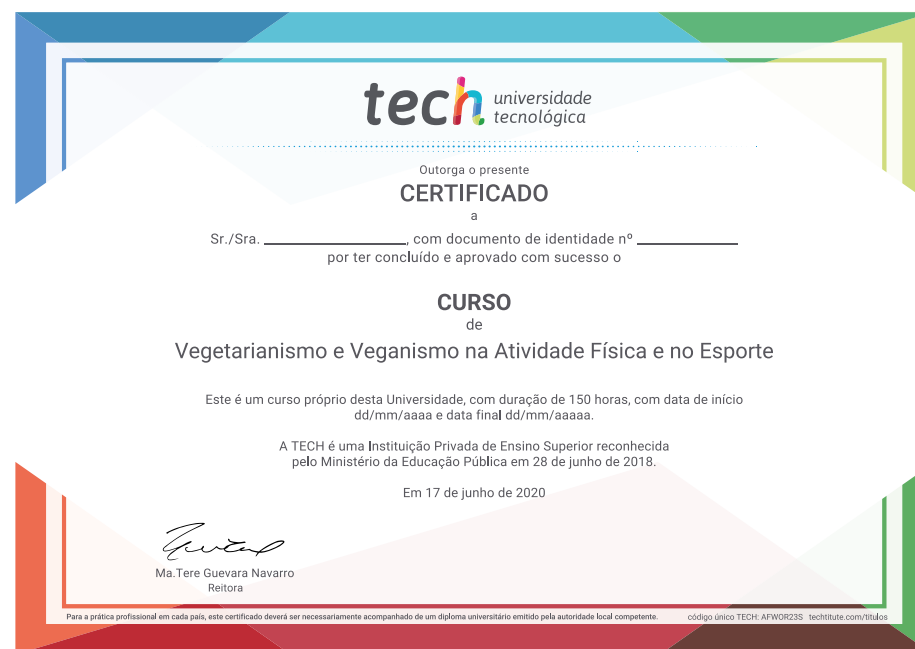 tech universidade
tecnológica
Outorga o presente
CERTIFICADO
a
Sr./Sra. ________________, com documento de identidade nº ____________
por ter concluído e aprovado com sucesso o
CURSO
de
Vegetarianismo e Veganismo na Atividade Física e no Esporte
Este é um curso próprio desta Universidade, com duração de 150 horas, com data de início
dd/mm/aaaa e data final dd/mm/aaaaa.
A TECH é uma Instituição Privada de Ensino Superior reconhecida
pelo Ministério da Educação Pública em 28 de junho de 2018.
Em 17 de junho de 2020
Ma.Tere Guevara Navarro
Reitora
Para a prática profissional em cada país, este certificado deverá ser necessariamente acompanhado de um diploma universitário emitido pela autoridade local competente. código único TECH: AFWOR23S techtitute.com/titulos